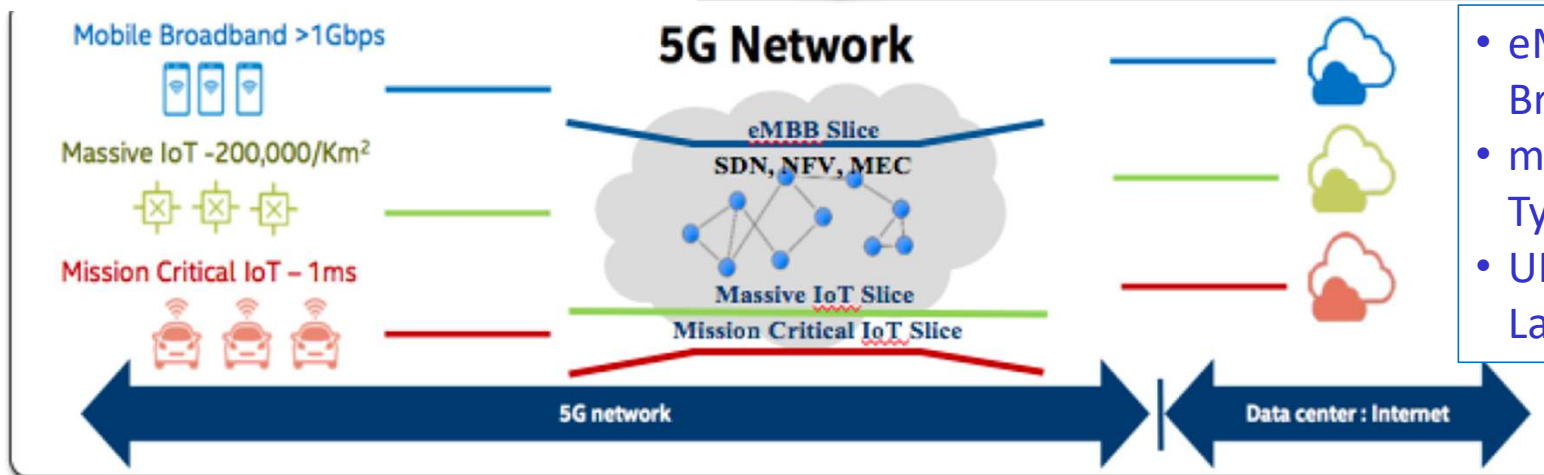 Mobile Broadband >1Gbps
5G Network
eMBB Slice
SDN, NFV, MEC
Massive IoT -200,000/Km²
Mission Critical IoT – 1ms
Massive IoT Slice
Mission Critical IoT Slice
5G network
Data center : Internet